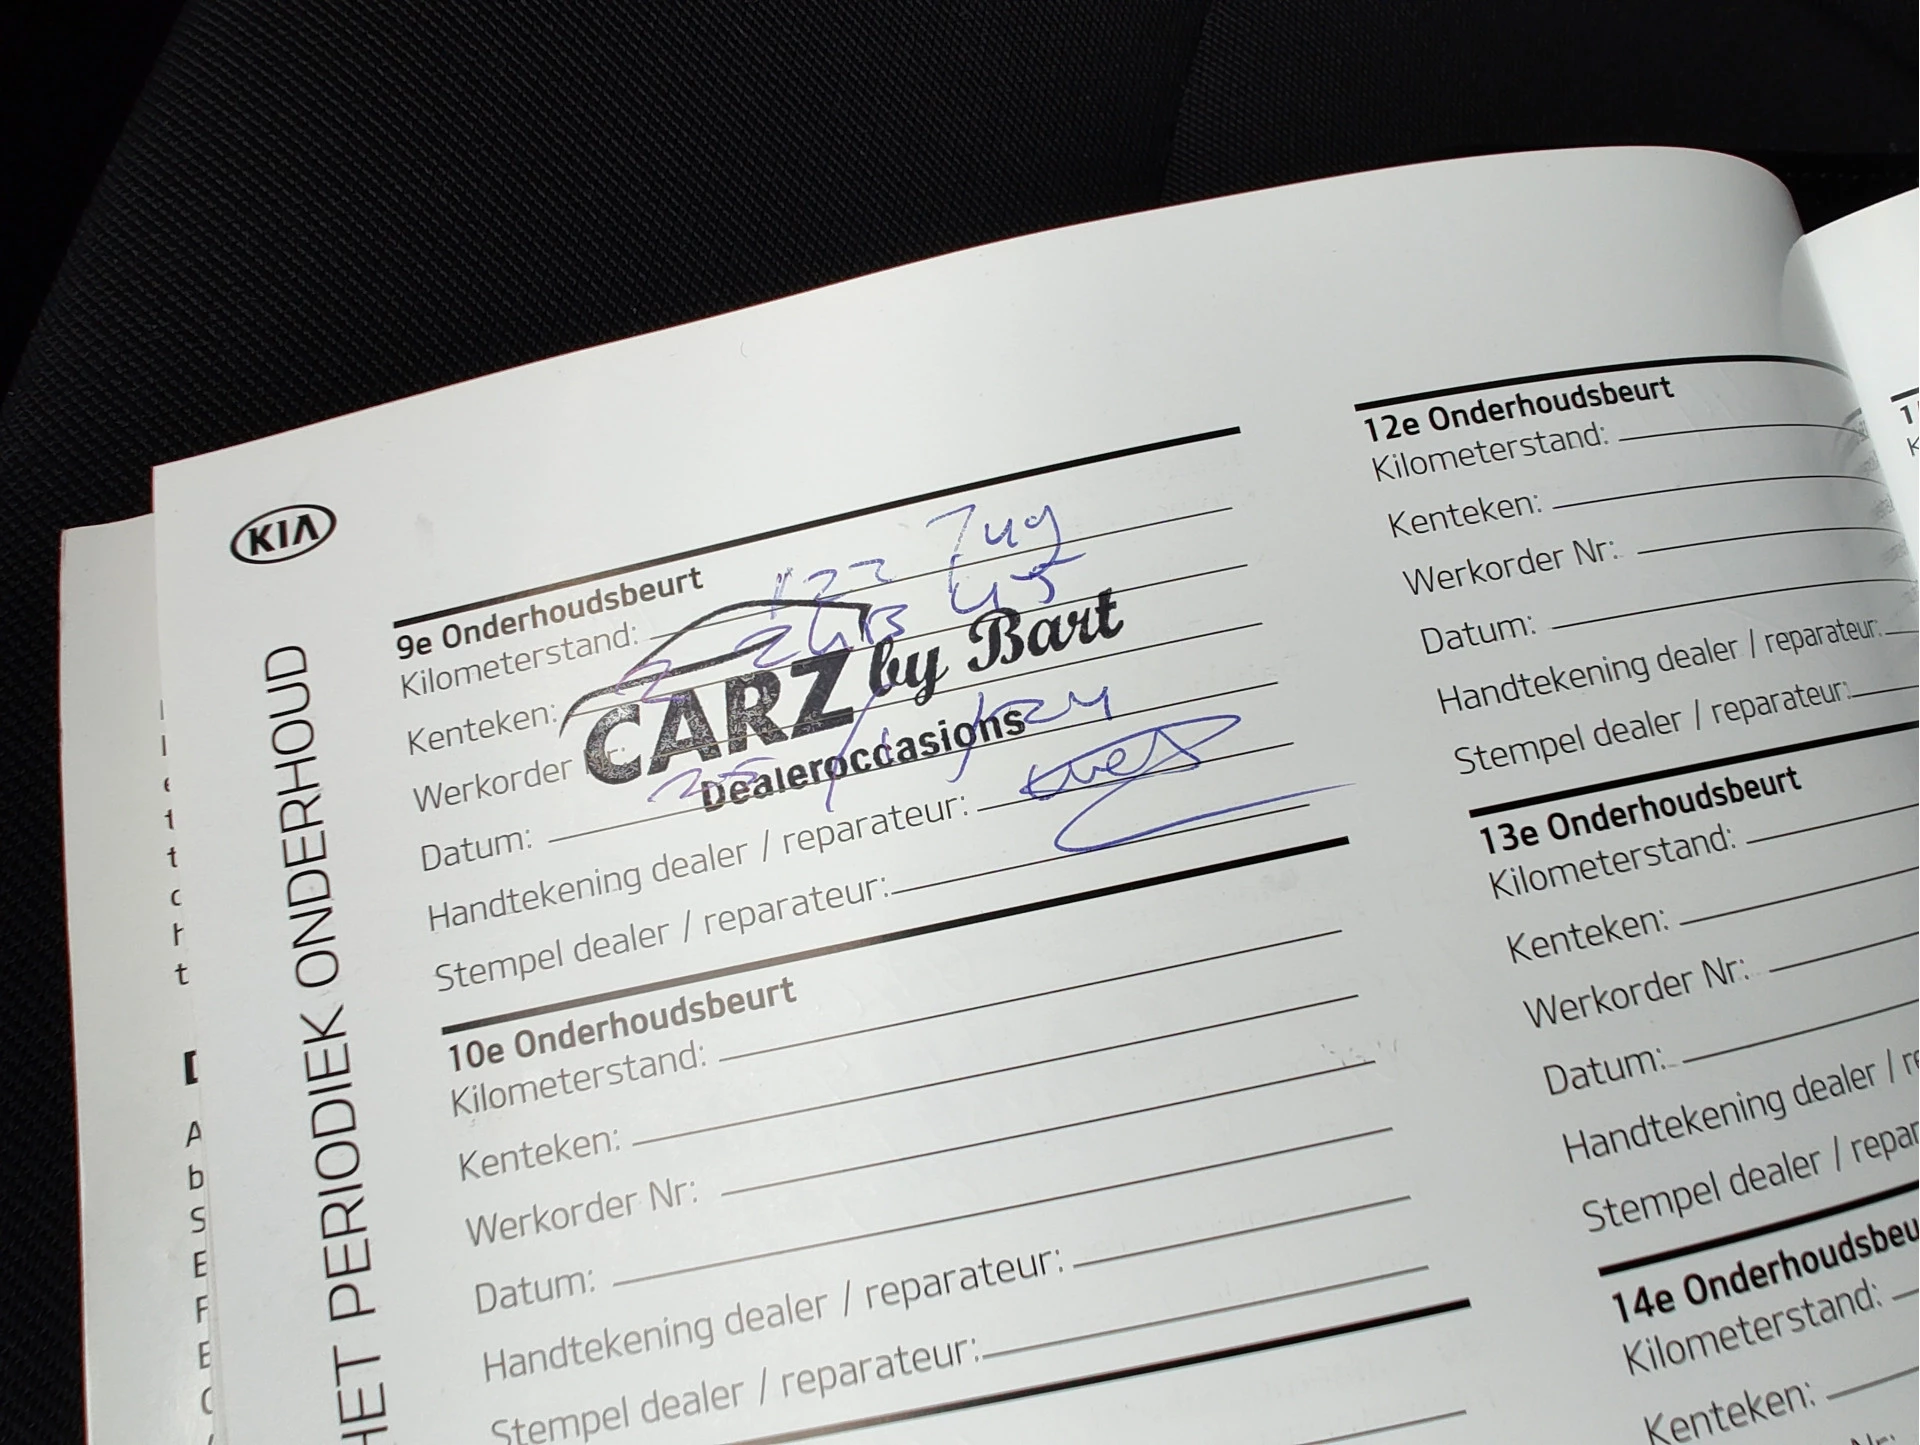 KIA
HET PERIODIEK ONDERHOUD
9e Onderhoudsbeurt
Kilometerstand:
Kenteken:
Werkorder
Datum:
Handtekening dealer / reparateur:
Stempel dealer / reparateur:
CARZ by Bart
Dealeroccasions
10e Onderhoudsbeurt
Kilometerstand:
Kenteken:
Werkorder Nr:
Datum:
Handtekening dealer / reparateur:
Stempel dealer / reparateur:
12e Onderhoudsbeurt
Kilometerstand:
Kenteken:
Werkorder Nr:
Datum:
Handtekening dealer / reparateur:
Stempel dealer / reparateur:
13e Onderhoudsbeurt
Kilometerstand:
Kenteken:
Werkorder Nr:
Datum:
Handtekening dealer / re
Stempel dealer / repar
14e Onderhoudsbeu
Kilometerstand:
Kenteken: